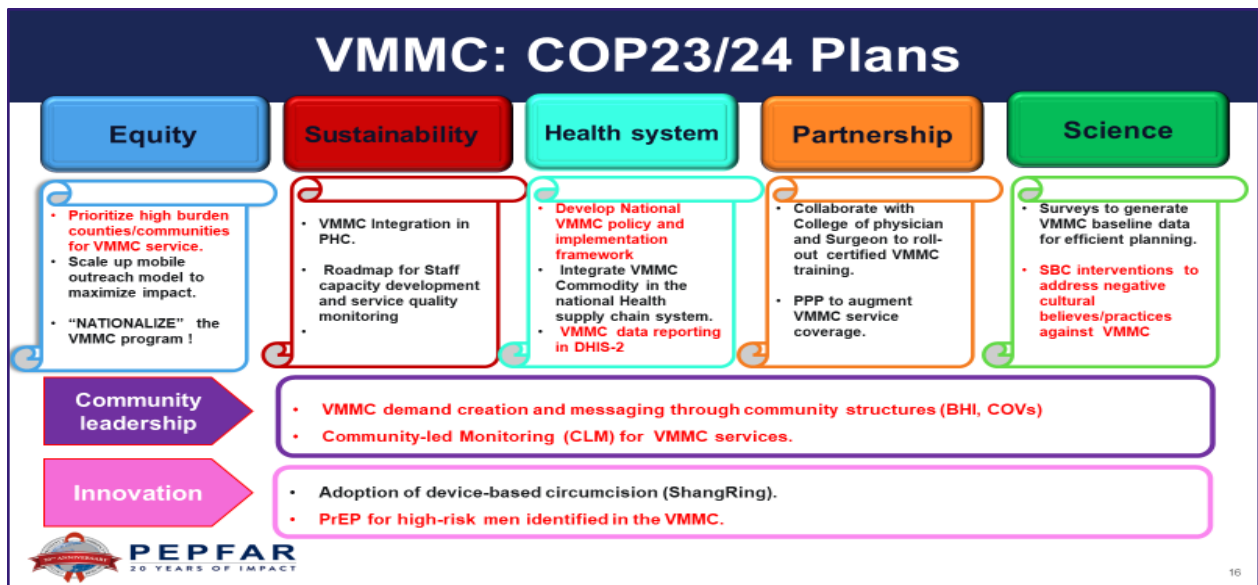 VMMC: COP23/24 Plans
Equity
Sustainability
Health system
Partnership
Science
• Prioritize high burden
counties/communities
for VMMC service.
• Scale up mobile
outreach model to
maximize impact.
• “NATIONALIZE” the
VMMC program !
• VMMC Integration in
PHC.
• Roadmap for Staff
capacity development
and service quality
monitoring
•
• Develop National
VMMC policy and
implementation
framework
• Integrate VMMC
Commodity in the
national Health
supply chain system.
• VMMC data reporting
in DHIS-2
• Collaborate with
College of physician
and Surgeon to roll-
out certified VMMC
training.
• PPP to augment
VMMC service
coverage.
• Surveys to generate
VMMC baseline data
for efficient planning.
• SBC interventions to
address negative
cultural
believes/practices
against VMMC
Community
leadership
• VMMC demand creation and messaging through community structures (BHI, COVs)
• Community-led Monitoring (CLM) for VMMC services.
Innovation
• Adoption of device-based circumcision (ShangRing).
• PrEP for high-risk men identified in the VMMC.
PEPFAR
20 YEARS OF IMPACT
16